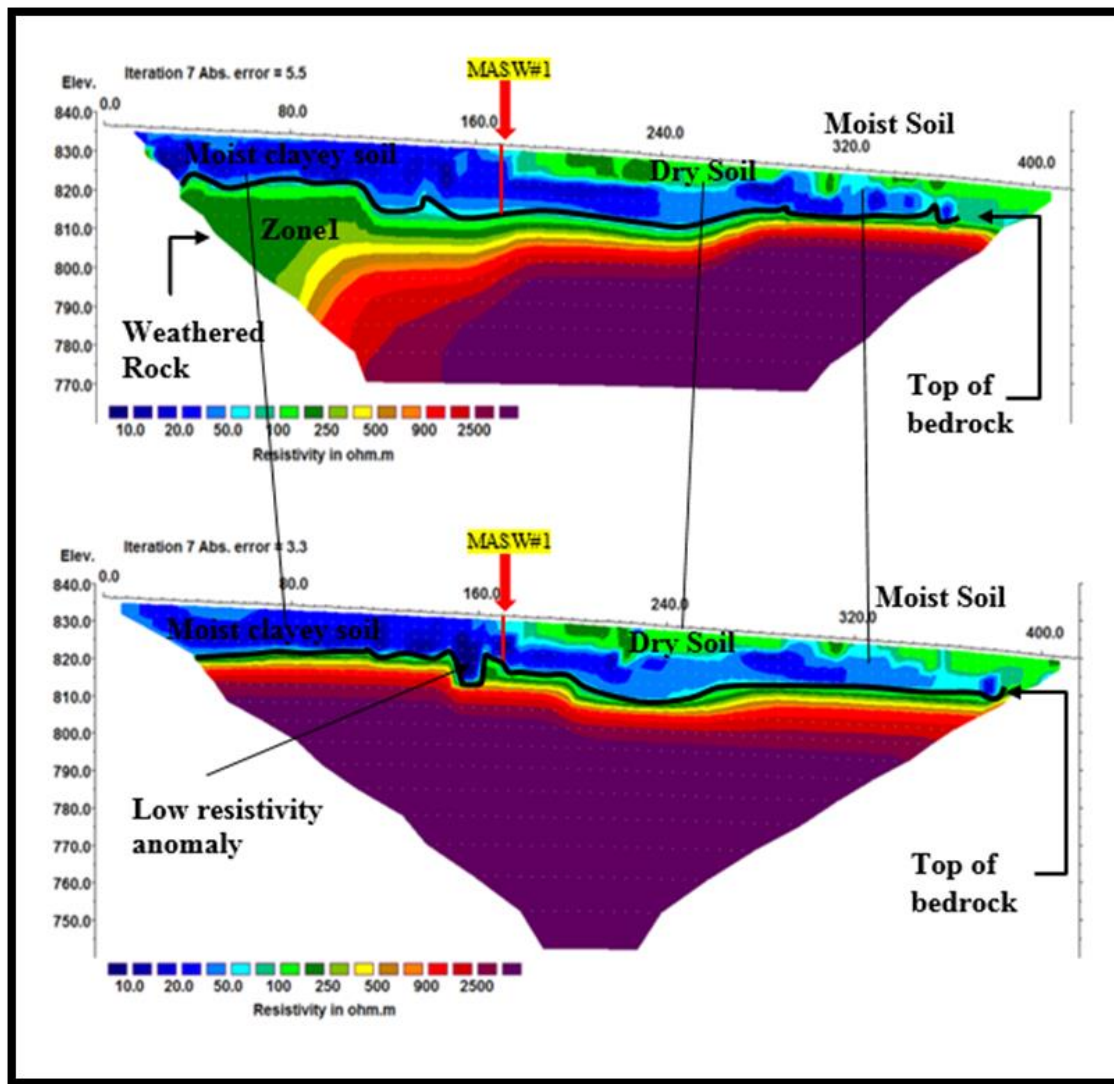 MASW#1
Iteration 7 Abs. error = 5.5
Elev.
0.0
80.0
160.0
240.0
320.0
400.0
840.0
830.0
820.0
810.0
800.0
790.0
780.0
770.0
Moist Soil
Moist clayey soil
Dry Soil
Zone1
Weathered
Rock
Top of
bedrock
10.0 20.0 50.0 100 250 500 900 2500
Resistivity in ohm.m
MASW#1
Iteration 7 Abs. error = 3.3
Elev.
0.0
80.0
160.0
240.0
320.0
400.0
840.0
830.0
820.0
810.0
800.0
790.0
780.0
770.0
760.0
750.0
Moist Soil
Moist clayey soil
Dry Soil
Low resistivity
anomaly
Top of
bedrock
10.0 20.0 50.0 100 250 500 900 2500
Resistivity in ohm.m